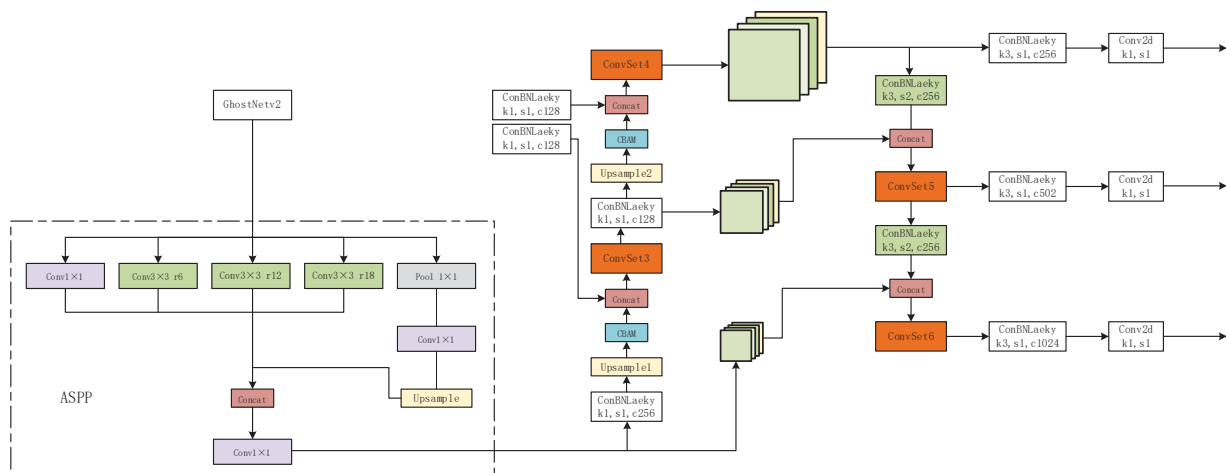 GhostNetv2
Conv1×1
Conv3×3 r6
Conv3×3 r12
Conv3×3 r18
Pool 1×1
Conv1×1
ASPP
Concat
Upsample
Conv1×1
ConvSet4
ConBNLaeky
k1,s1,c128
Concat
ConBNLaeky
k1,s1,c128
CBAM
Upsample2
ConBNLaeky
k1,s1,c128
ConvSet3
Concat
CBAM
Upsample1
ConBNLaeky
k1,s1,c256
ConBNLaeky
k3,s1,c256
Conv2d
k1,s1
ConBNLaeky
k3,s2,c256
Concat
ConvSet5
ConBNLaeky
k3,s1,c502
Conv2d
k1,s1
ConBNLaeky
k3,s2,c256
Concat
ConvSet6
ConBNLaeky
k3,s1,c1024
Conv2d
k1,s1